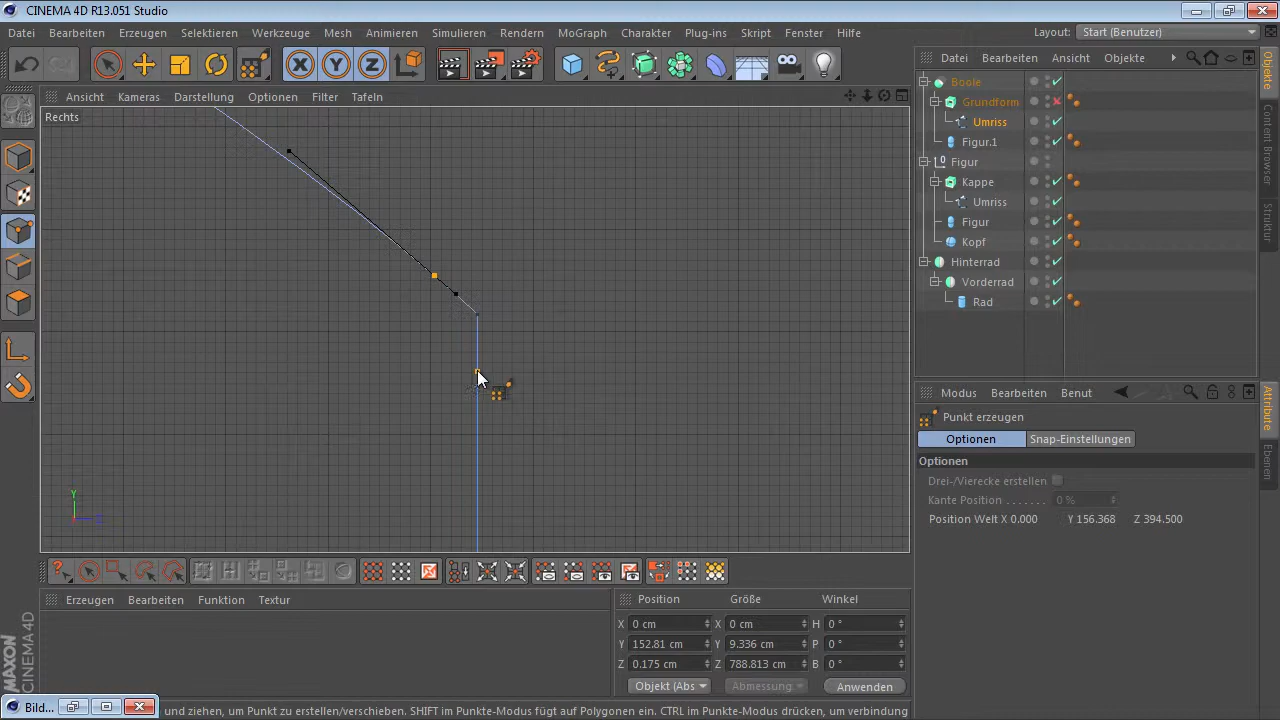 CINEMA 4D R13.051 Studio
Datei Bearbeiten Erzeugen Selektieren Werkzeuge Mesh Animieren Simulieren Rendern MoGraph Charakter Plug-ins Skript Fenster Hilfe
Layout: Start (Benutzer)
Ansicht Kameras Darstellung Optionen Filter Tafeln
Rechts
Y
Datei Bearbeiten Ansicht Objekte
Boole
Grundform
Umriss
Figur.1
Figur
Kappe
Umriss
Figur
Kopf
Hinterrad
Vorderrad
Rad
Objekte
Content Browser
Struktur
Modus Bearbeiten Benut
Punkt erzeugen
Optionen Snap-Einstellungen
Optionen
Drei-/Vierecke erstellen
Kante Position . . . . . . . 0 %
Position Welt X 0.000 Y 156.368 Z 394.500
Attribute
Ebenen
Erzeugen Bearbeiten Funktion Textur
Position Größe Winkel
X 0 cm X 0 cm H 0 °
Y 152.81 cm Y 9.336 cm P 0 °
Z 0.175 cm Z 788.813 cm B 0 °
Objekt (Abs Abmessung Anwenden
MAXON CINEMA 4D
Bild...
und ziehen, um Punkt zu erstellen/verschieben. SHIFT im Punkte-Modus fügt auf Polygonen ein. CTRL im Punkte-Modus drücken, um verbindung